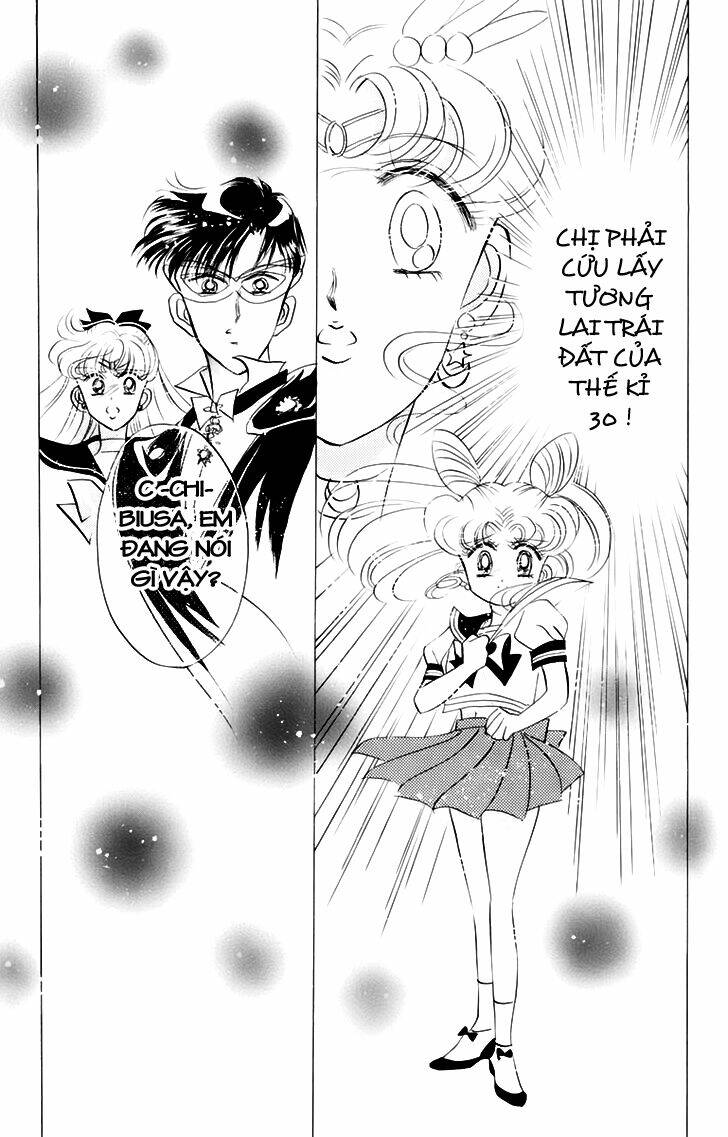 CHỊ PHẢI
CỨU LẤY
TƯƠNG
LAI TRÁI
ĐẤT CỦA
THẾ KỈ
30 !
C -CHI-
BIUSA, EM
ĐANG NÓI
GÌ VẬY?